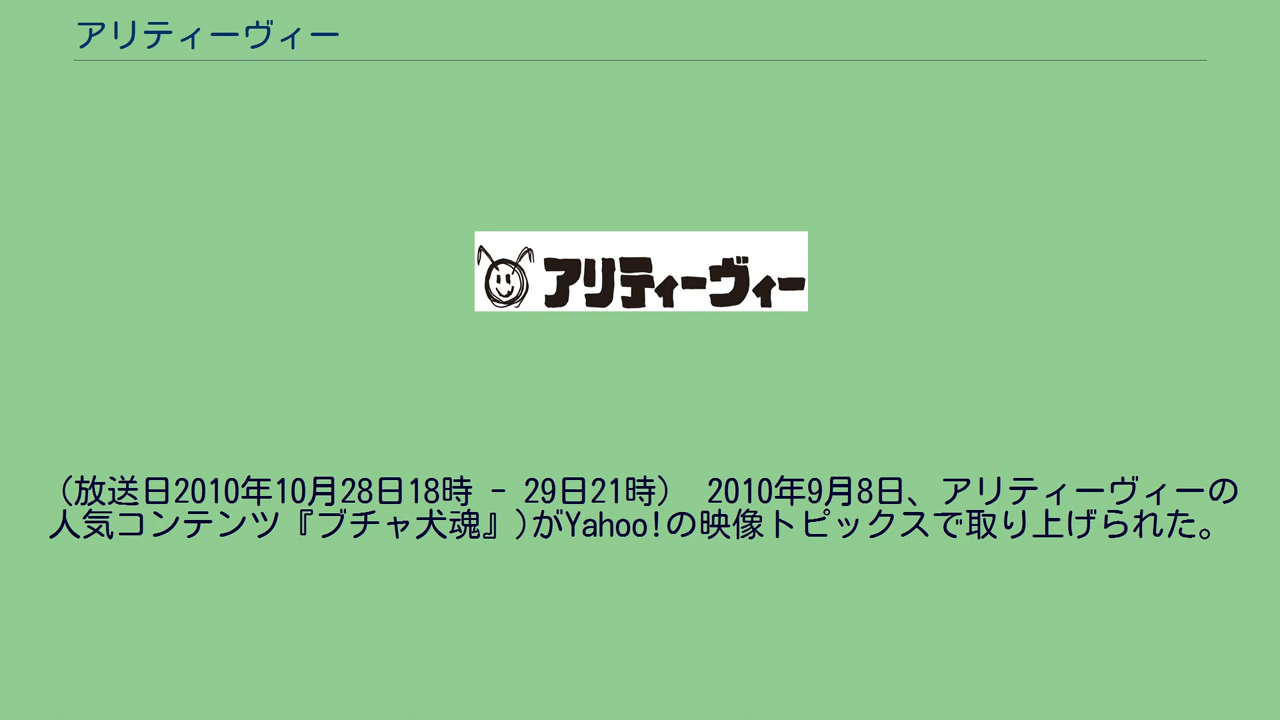 アリティーヴィー
アリティーヴィー
（放送日2010年10月28日18時 - 29日21時） 2010年9月8日、アリティーヴィーの
人気コンテンツ『ブチャ犬魂』)がYahoo!の映像トピックスで取り上げられた。